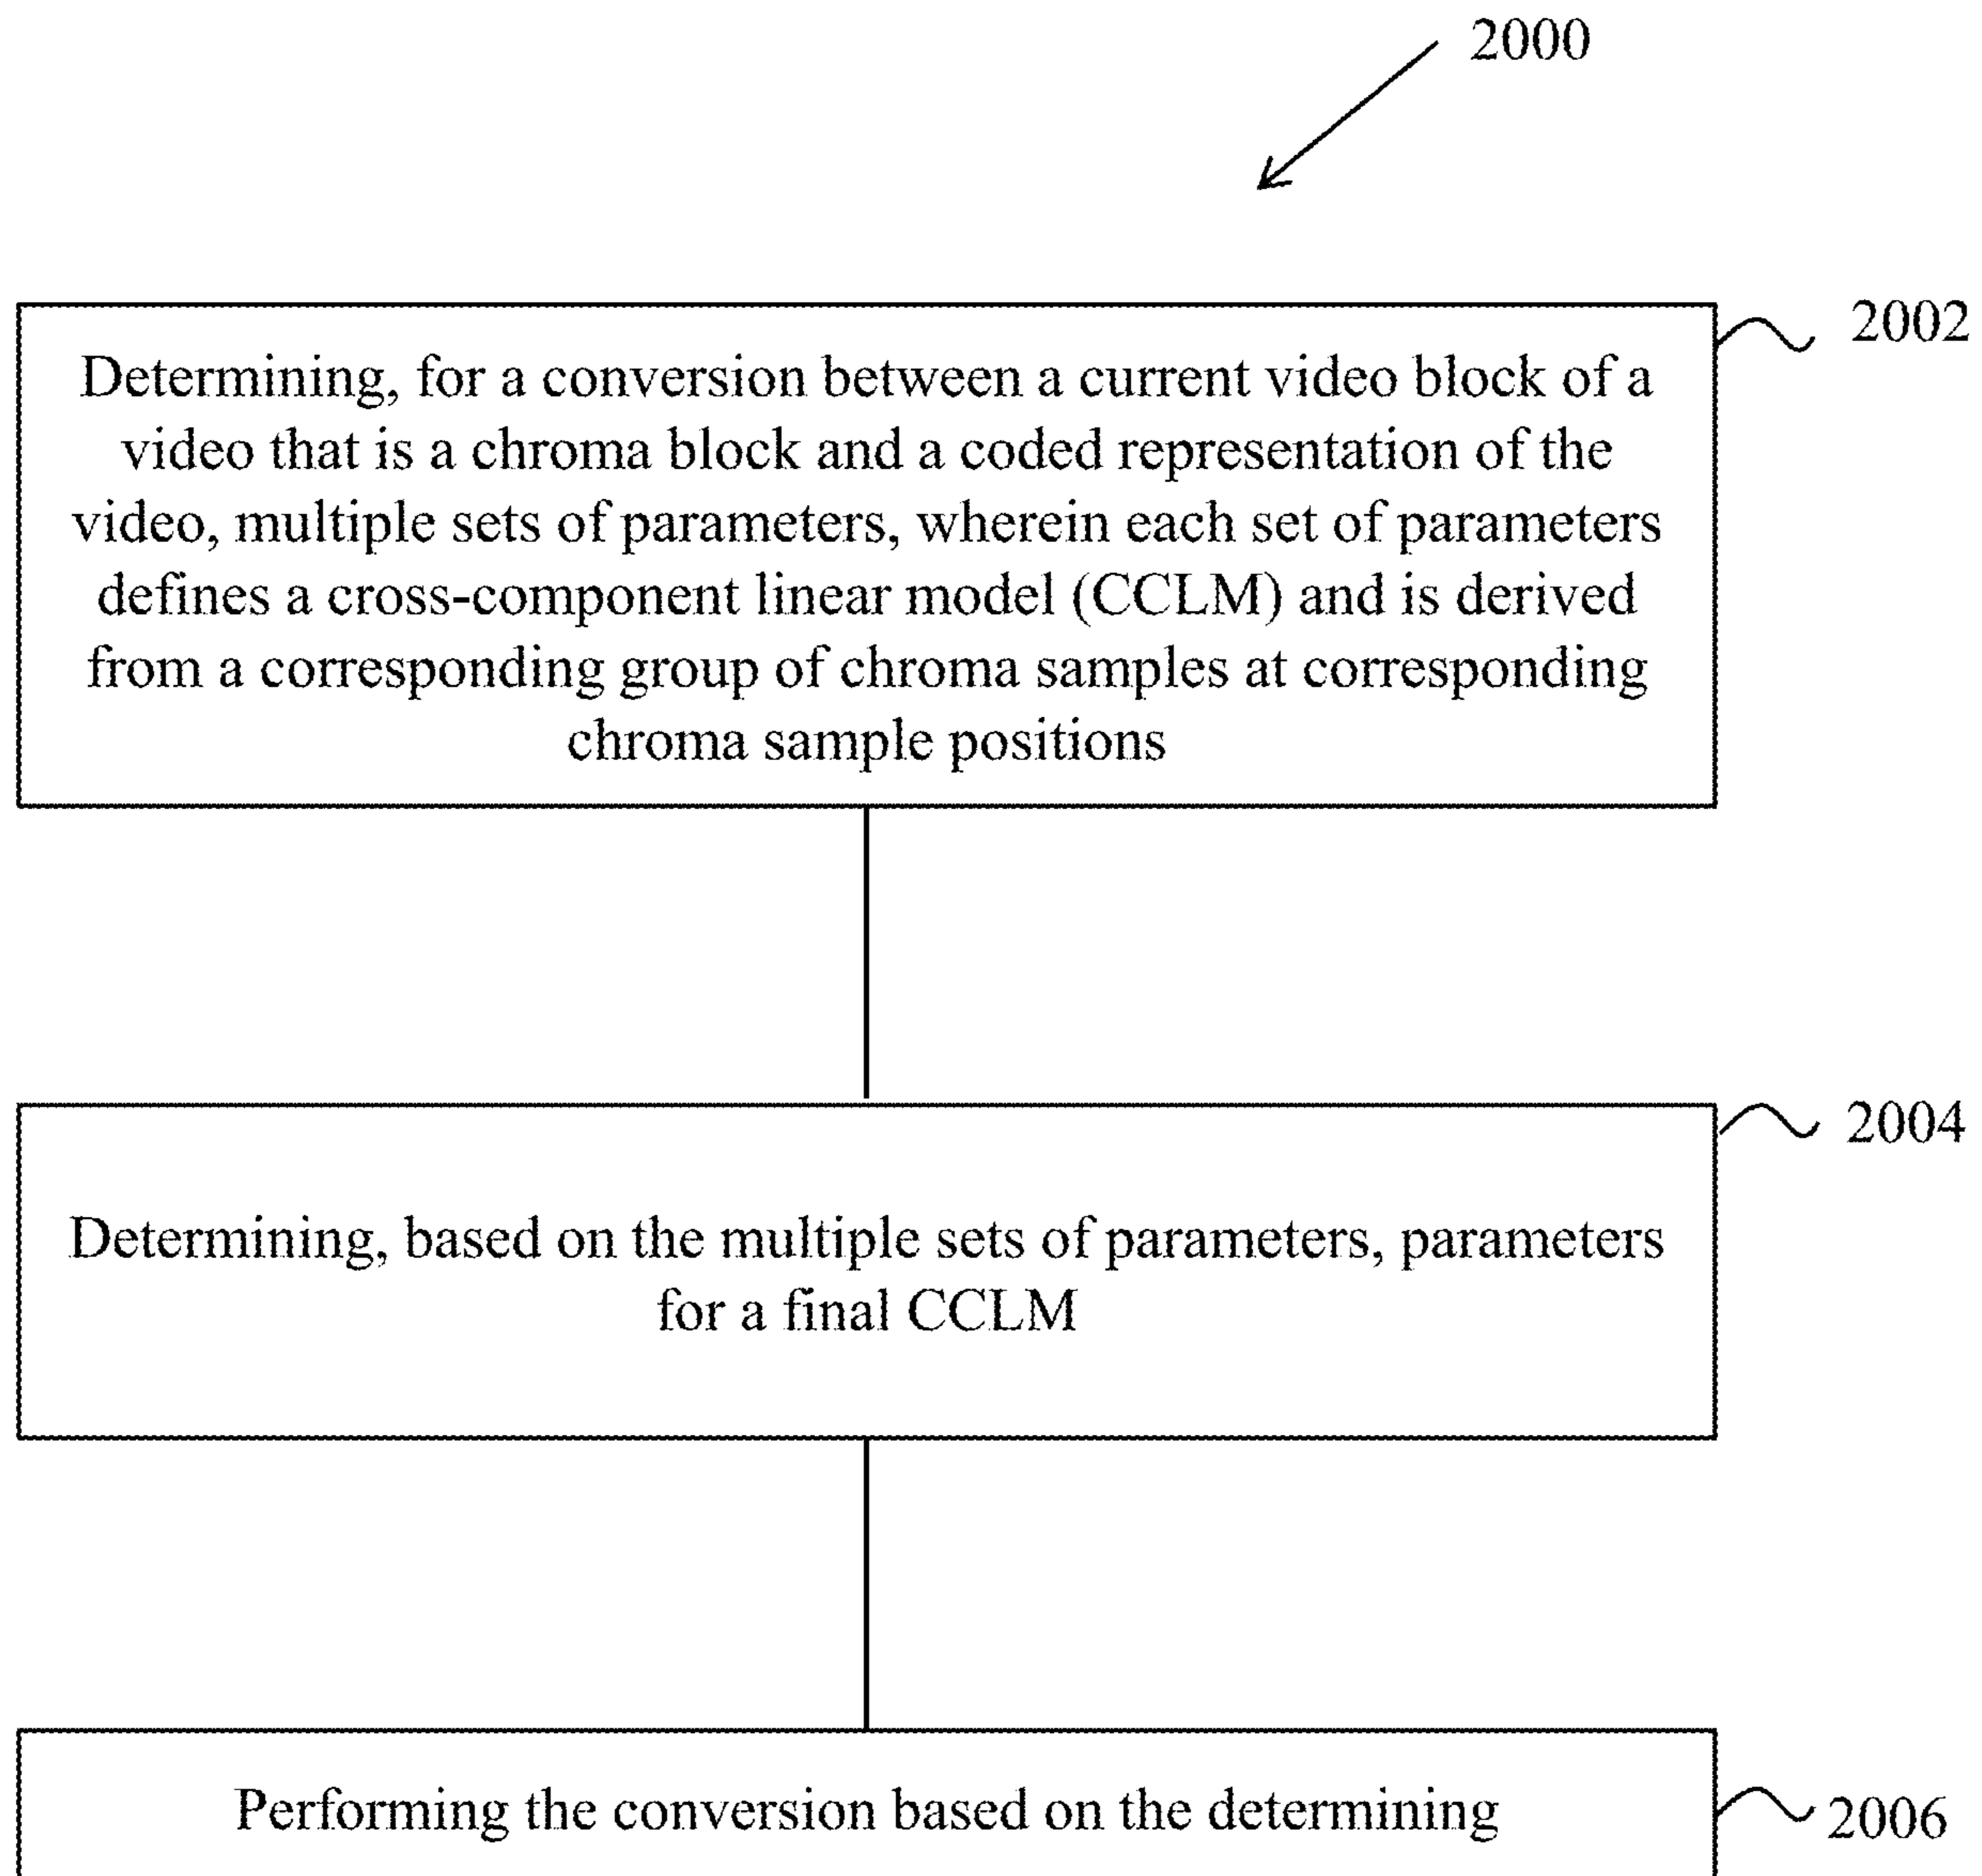 2000
2002
Determining, for a conversion between a current video block of a
video that is a chroma block and a coded representation of the
video, multiple sets of parameters, wherein each set of parameters
defines a cross-component linear model (CCLM) and is derived
from a corresponding group of chroma samples at corresponding
chroma sample positions
2004
Determining, based on the multiple sets of parameters, parameters
for a final CCLM
Performing the conversion based on the determining
2006